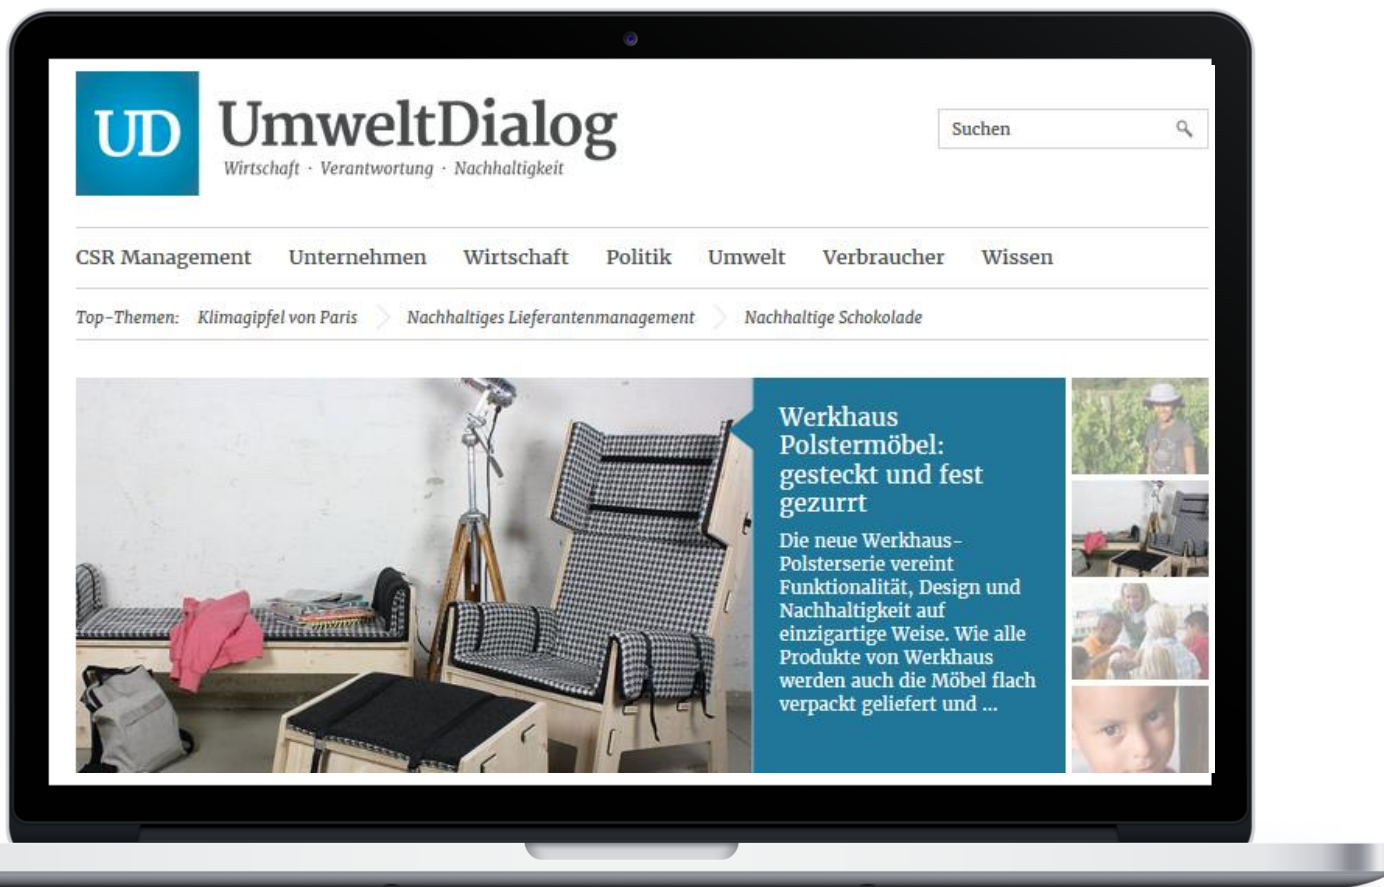 UD
UmweltDialog
Wirtschaft · Verantwortung · Nachhaltigkeit
Suchen
CSR Management Unternehmen Wirtschaft Politik Umwelt Verbraucher Wissen
Top-Themen: Klimagipfel von Paris Nachhaltiges Lieferantenmanagement Nachhaltige Schokolade
Werkhaus
Polstermöbel:
gesteckt und fest
gezurrt
Die neue Werkhaus-
Polsterserie vereint
Funktionalität, Design und
Nachhaltigkeit auf
einzigartige Weise. Wie alle
Produkte von Werkhaus
werden auch die Möbel flach
verpackt geliefert und ...